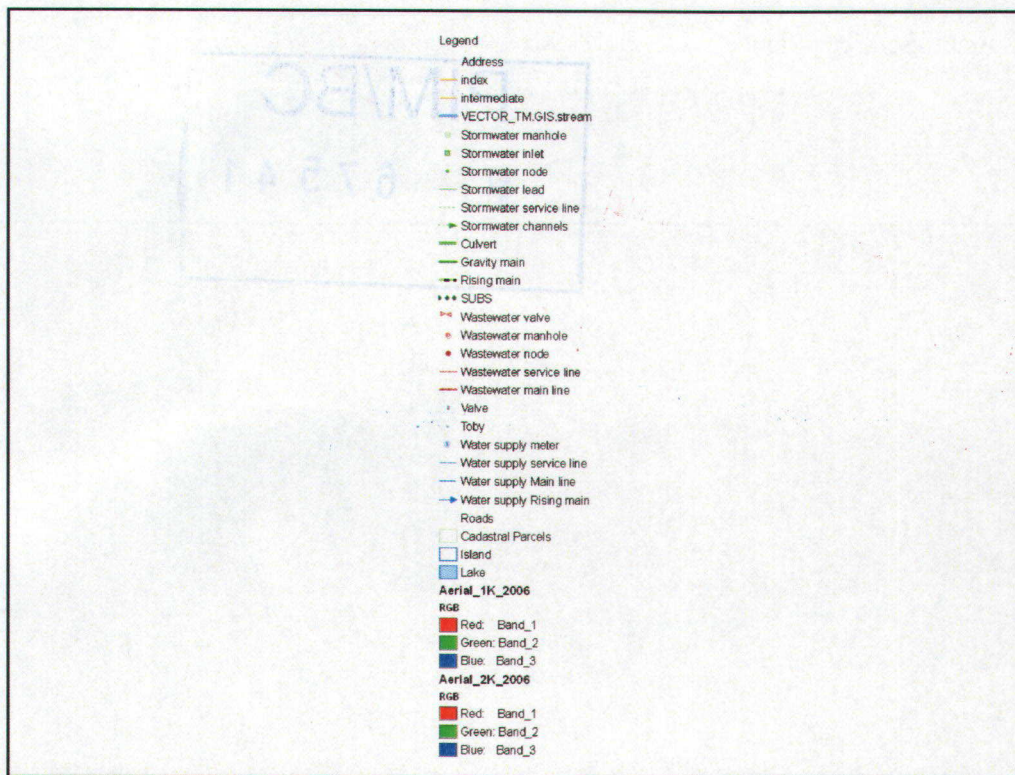 Legend
Address
index
intermediate
VECTOR_TM.GIS.stream
Stormwater manhole
Stormwater inlet
Stormwater node
Stormwater lead
Stormwater service line
Stormwater channels
Culvert
Gravity main
Rising main
SUBS
Wastewater valve
Wastewater manhole
Wastewater node
Wastewater service line
Wastewater main line
Valve
Toby
Water supply meter
Water supply service line
Water supply Main line
Water supply Rising main
Roads
Cadastral Parcels
Island
Lake
Aerial_1K_2006
RGB
Red: Band_1
Green: Band_2
Blue: Band_3
Aerial_2K_2006
RGB
Red: Band_1
Green: Band_2
Blue: Band_3
M/BC
67541